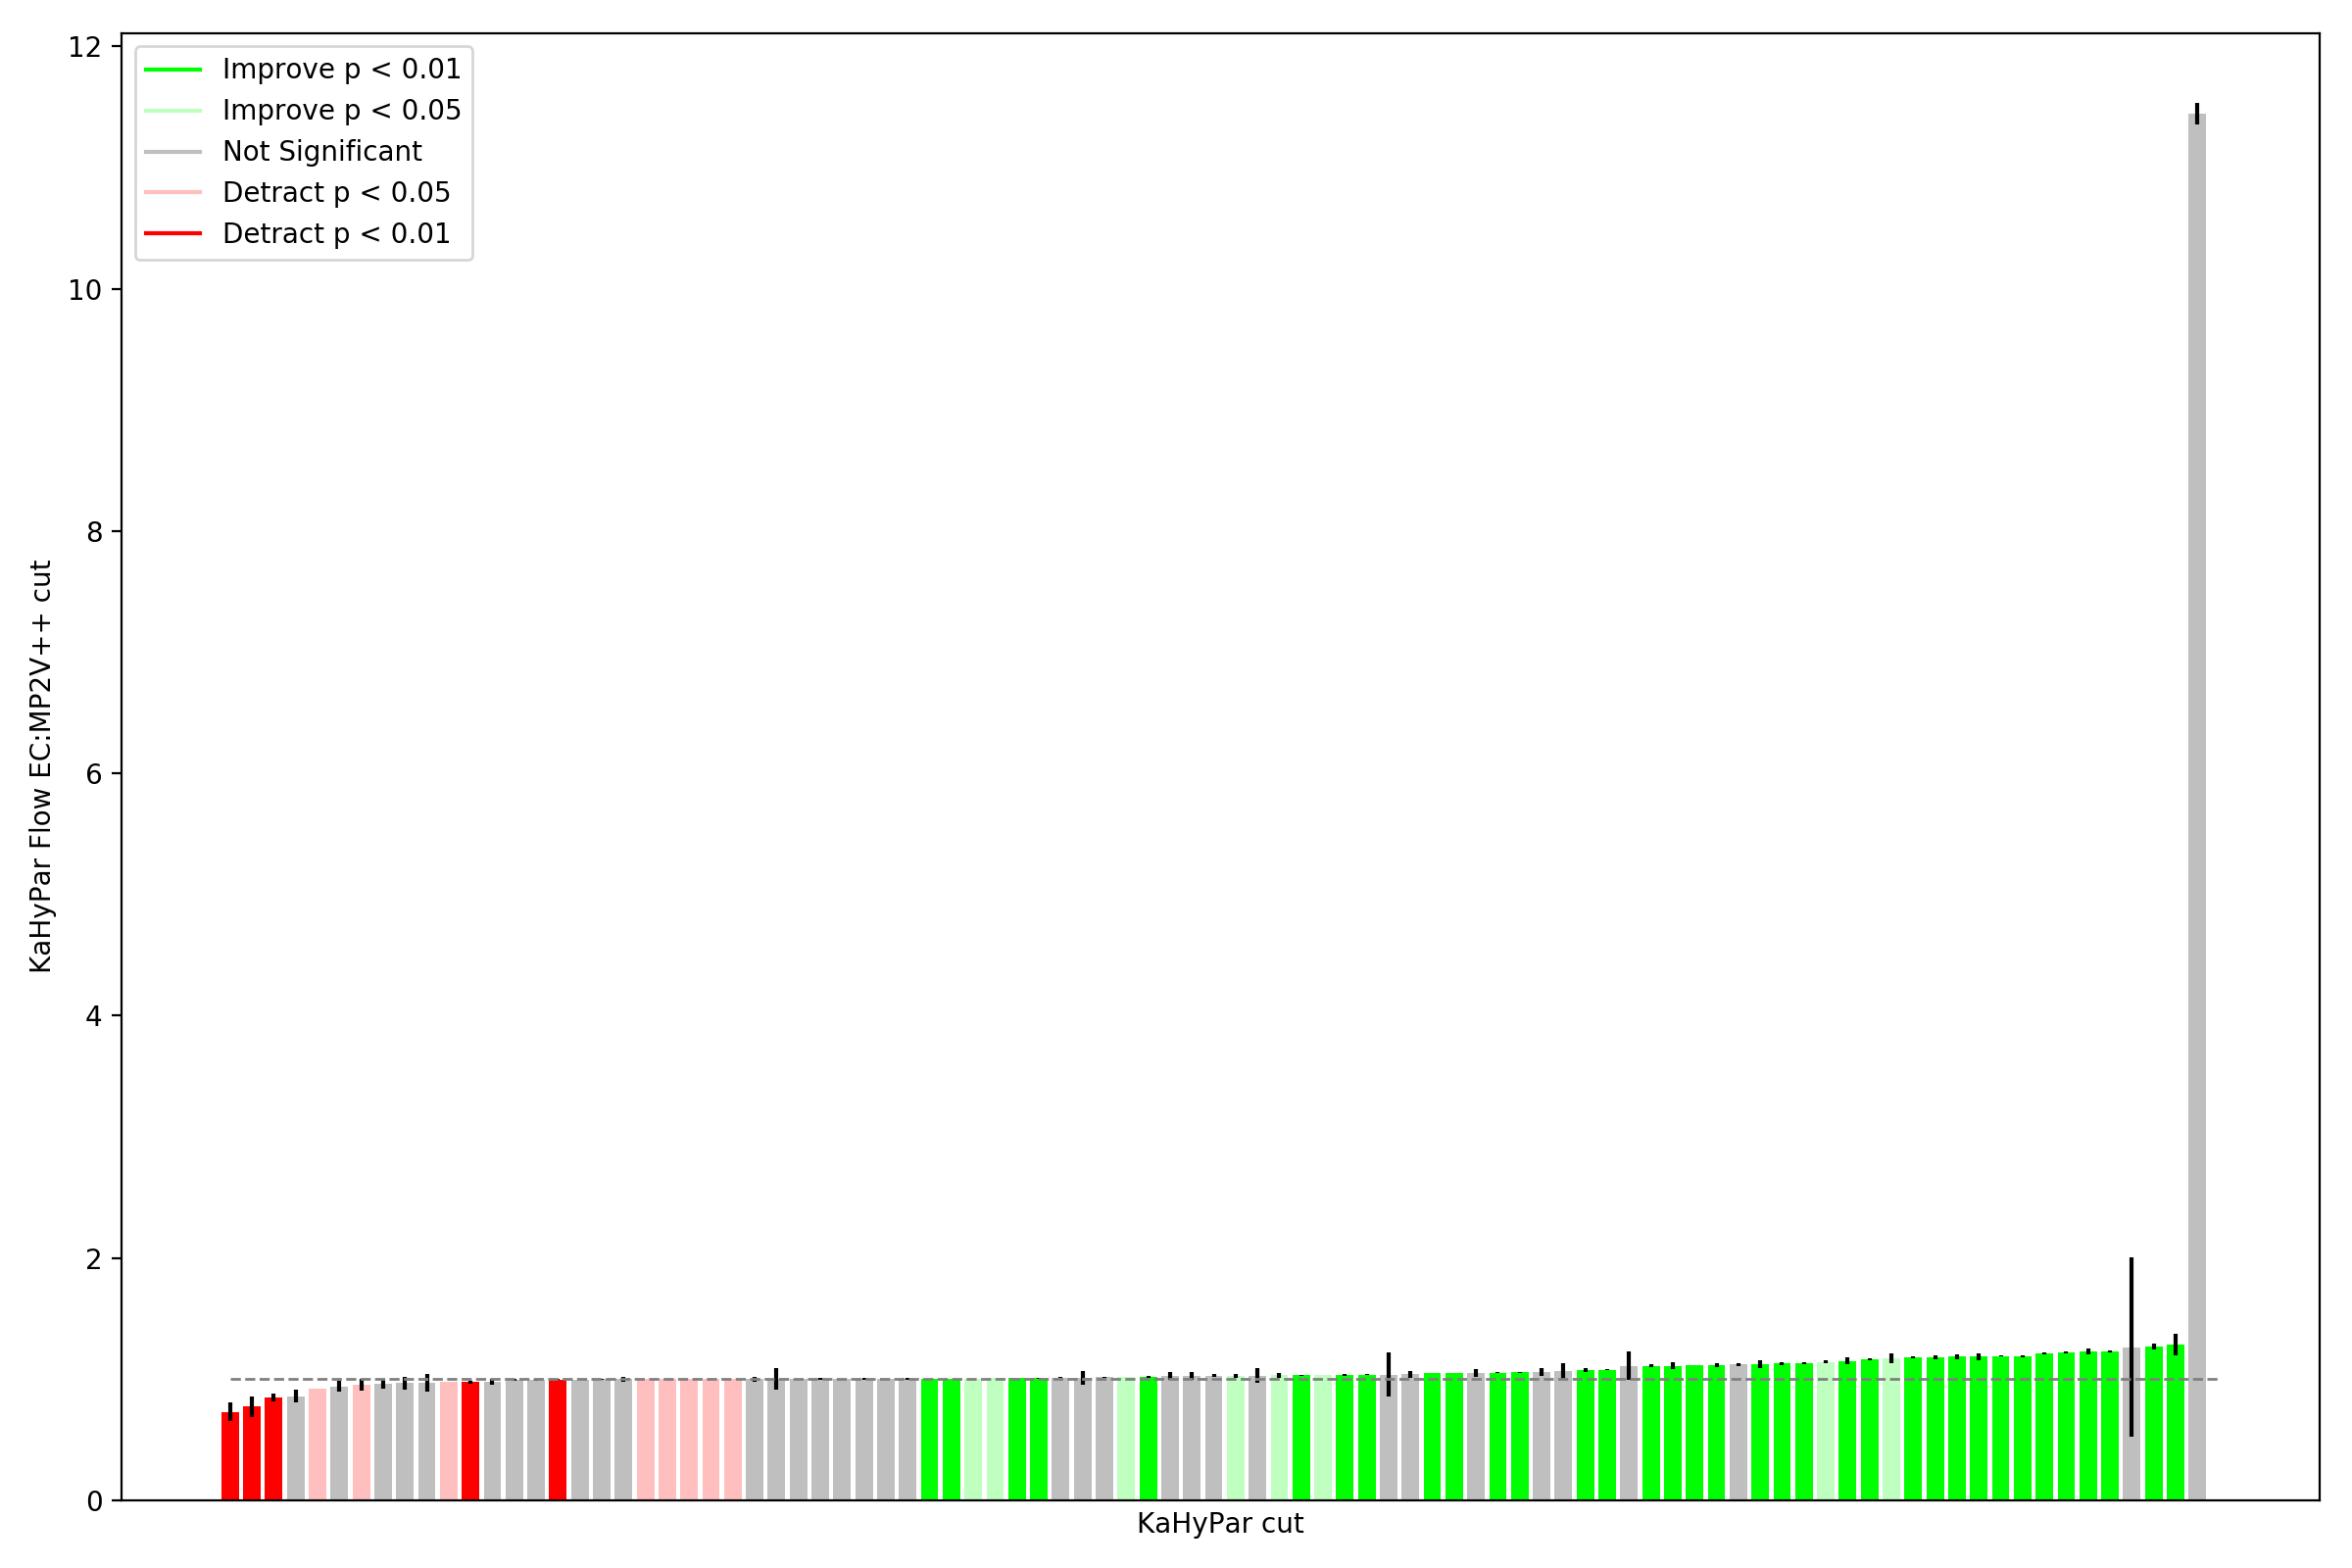 12
10
8
6
4
2
0
Improve p < 0.01
Improve p < 0.05
Not Significant
Detract p < 0.05
Detract p < 0.01
KaHyPar Flow EC:MP2V++ cut
KaHyPar cut